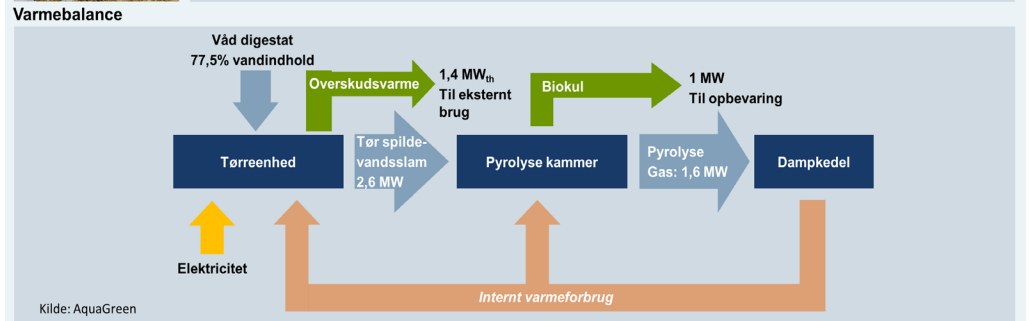 Varmebalance
Våd digestat
77,5% vandindhold
Overskudsvarme
1,4 MWth
Til eksternt
brug
Biokul
1 MW
Til opbevaring
Tørreenhed
Tør spilde-
vandsslam
2,6 MW
Pyrolyse kammer
Pyrolyse
Gas: 1,6 MW
Dampkedel
Elektricitet
Internt varmeforbrug
Kilde: AquaGreen